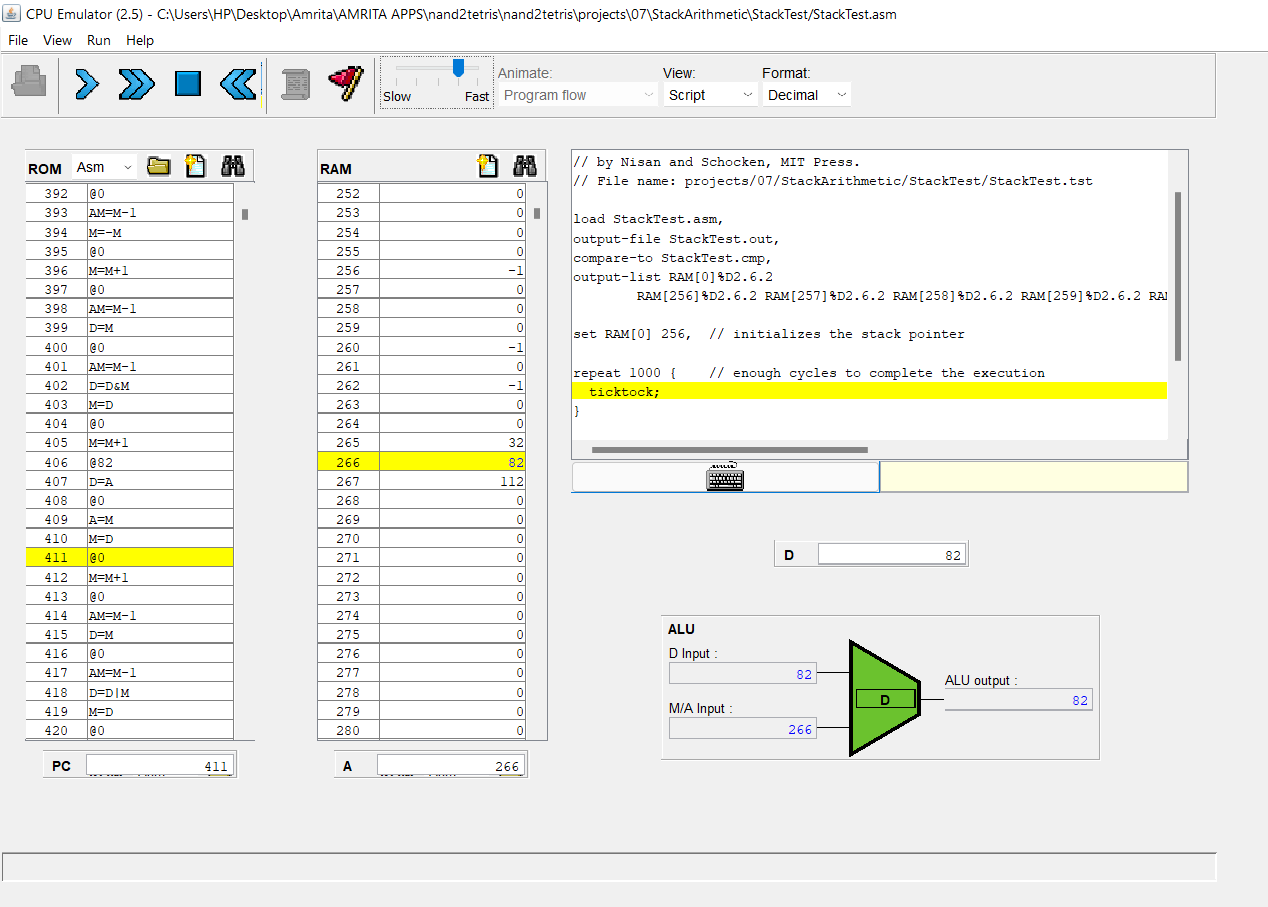 CPU Emulator (2.5) - C:\Users\HP\Desktop\Amrita\AMRITA APPS\nand2tetris\nand2tetris\projects\07\StackArithmetic\StackTest/StackTest.asm
File View Run Help
Slow Fast
Animate:
Program flow
View:
Script
Format:
Decimal
ROM Asm
392 @0
393 AM=M-1
394 M=-M
395 @0
396 M=M+1
397 @0
398 AM=M-1
399 D=M
400 @0
401 AM=M-1
402 D=D&M
403 M=D
404 @0
405 M=M+1
406 @82
407 D=A
408 @0
409 A=M
410 M=D
411 @0
412 M=M+1
413 @0
414 AM=M-1
415 D=M
416 @0
417 AM=M-1
418 D=D|M
419 M=D
420 @0
PC 411
RAM
252 0
253 0
254 0
255 0
256 -1
257 0
258 0
259 0
260 -1
261 0
262 -1
263 0
264 0
265 32
266 82
267 112
268 0
269 0
270 0
271 0
272 0
273 0
274 0
275 0
276 0
277 0
278 0
279 0
280 0
A 266
// by Nisan and Schocken, MIT Press.
// File name: projects/07/StackArithmetic/StackTest/StackTest.tst
load StackTest.asm,
output-file StackTest.out,
compare-to StackTest.cmp,
output-list RAM[0]%D2.6.2
RAM[256]%D2.6.2 RAM[257]%D2.6.2 RAM[258]%D2.6.2 RAM[259]%D2.6.2 RAM
set RAM[0] 256, // initializes the stack pointer
repeat 1000 { // enough cycles to complete the execution
ticktock;
}
D 82
ALU
D Input :
82
M/A Input :
266
D
ALU output :
82